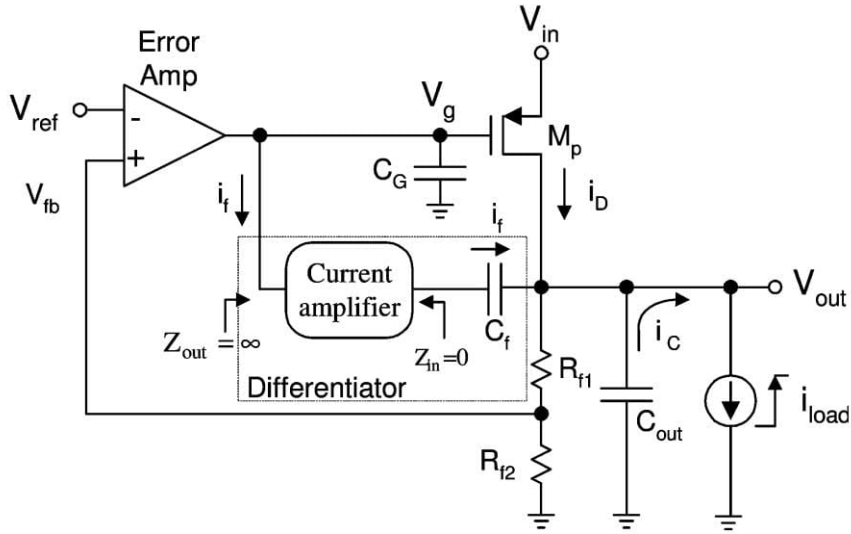 Error
Amp
V_in
V_ref
-
+
V_g
M_p
C_G
V_fb
i_f
i_f
i_D
Current
amplifier
V_out
C_f
i_C
Z_out = ∞
Z_in=0
R_f1
Differentiator
C_out
i_load
R_f2